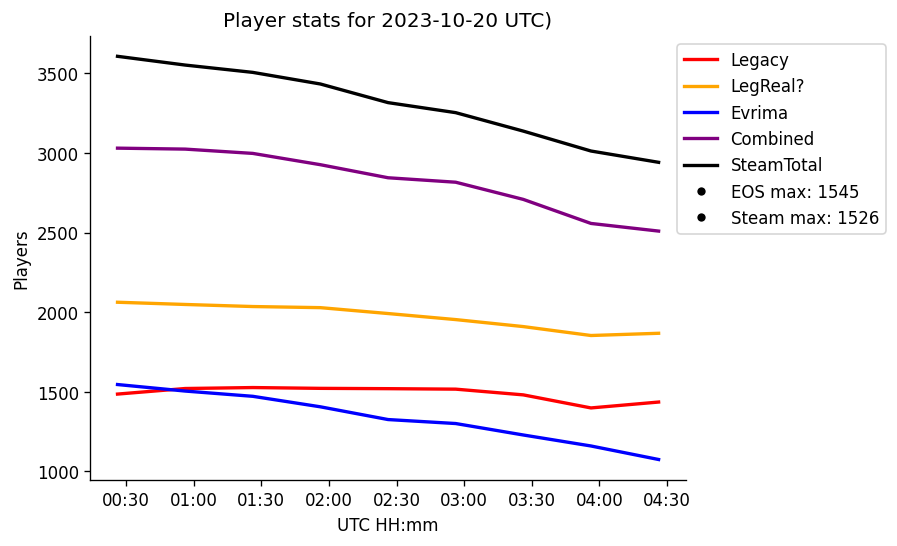 Player stats for 2023-10-20 UTC)
Legacy
LegReal?
Evrima
Combined
SteamTotal
EOS max: 1545
Steam max: 1526
Players
3500
3000
2500
2000
1500
1000
00:30 01:00 01:30 02:00 02:30 03:00 03:30 04:00 04:30
UTC HH:mm